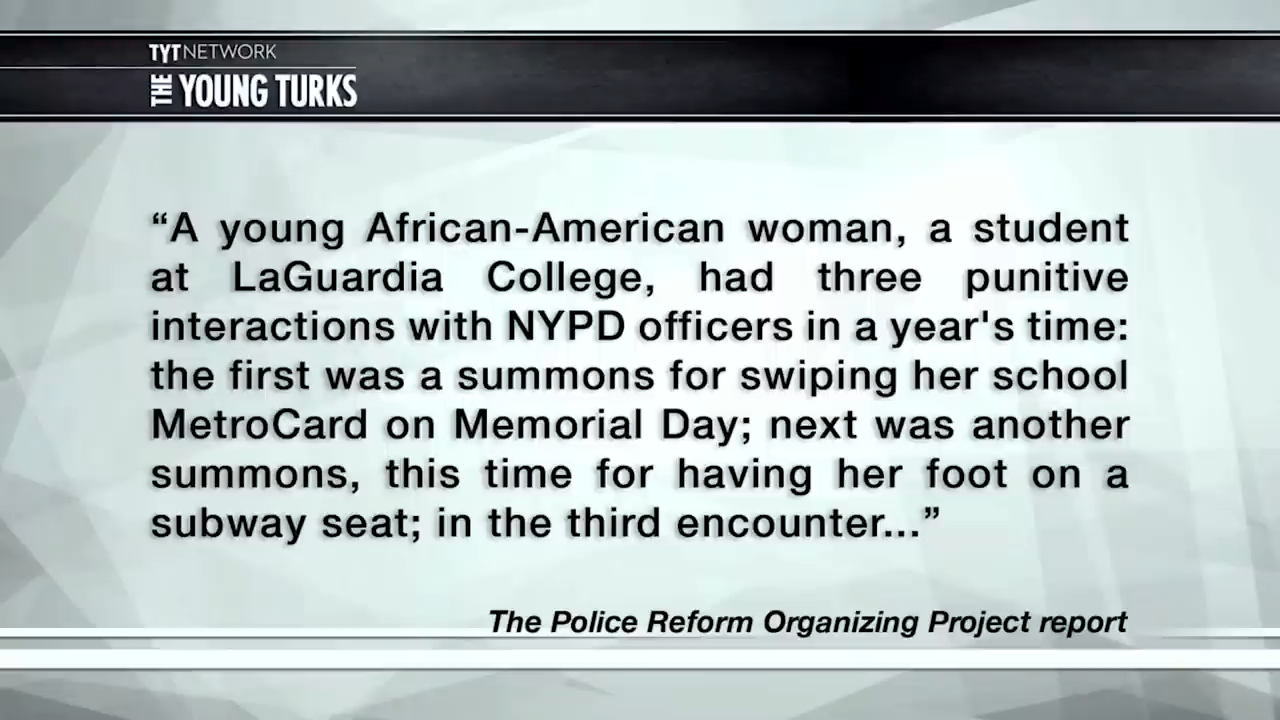 TYT NETWORK
THE YOUNG TURKS
“A young African-American woman, a student
at LaGuardia College, had three punitive
interactions with NYPD officers in a year's time:
the first was a summons for swiping her school
MetroCard on Memorial Day; next was another
summons, this time for having her foot on a
subway seat; in the third encounter...”
The Police Reform Organizing Project report